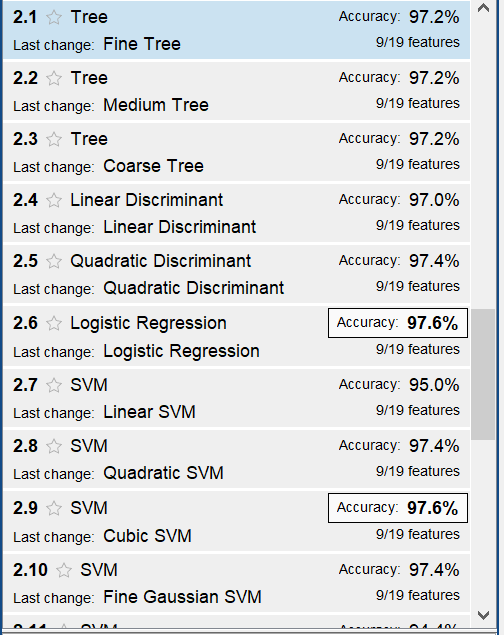 2.1 Tree Accuracy: 97.2%
Last change: Fine Tree 9/19 features
2.2 Tree Accuracy: 97.2%
Last change: Medium Tree 9/19 features
2.3 Tree Accuracy: 97.2%
Last change: Coarse Tree 9/19 features
2.4 Linear Discriminant Accuracy: 97.0%
Last change: Linear Discriminant 9/19 features
2.5 Quadratic Discriminant Accuracy: 97.4%
Last change: Quadratic Discriminant 9/19 features
2.6 Logistic Regression Accuracy: 97.6%
Last change: Logistic Regression 9/19 features
2.7 SVM Accuracy: 95.0%
Last change: Linear SVM 9/19 features
2.8 SVM Accuracy: 97.4%
Last change: Quadratic SVM 9/19 features
2.9 SVM Accuracy: 97.6%
Last change: Cubic SVM 9/19 features
2.10 SVM Accuracy: 97.4%
Last change: Fine Gaussian SVM 9/19 features